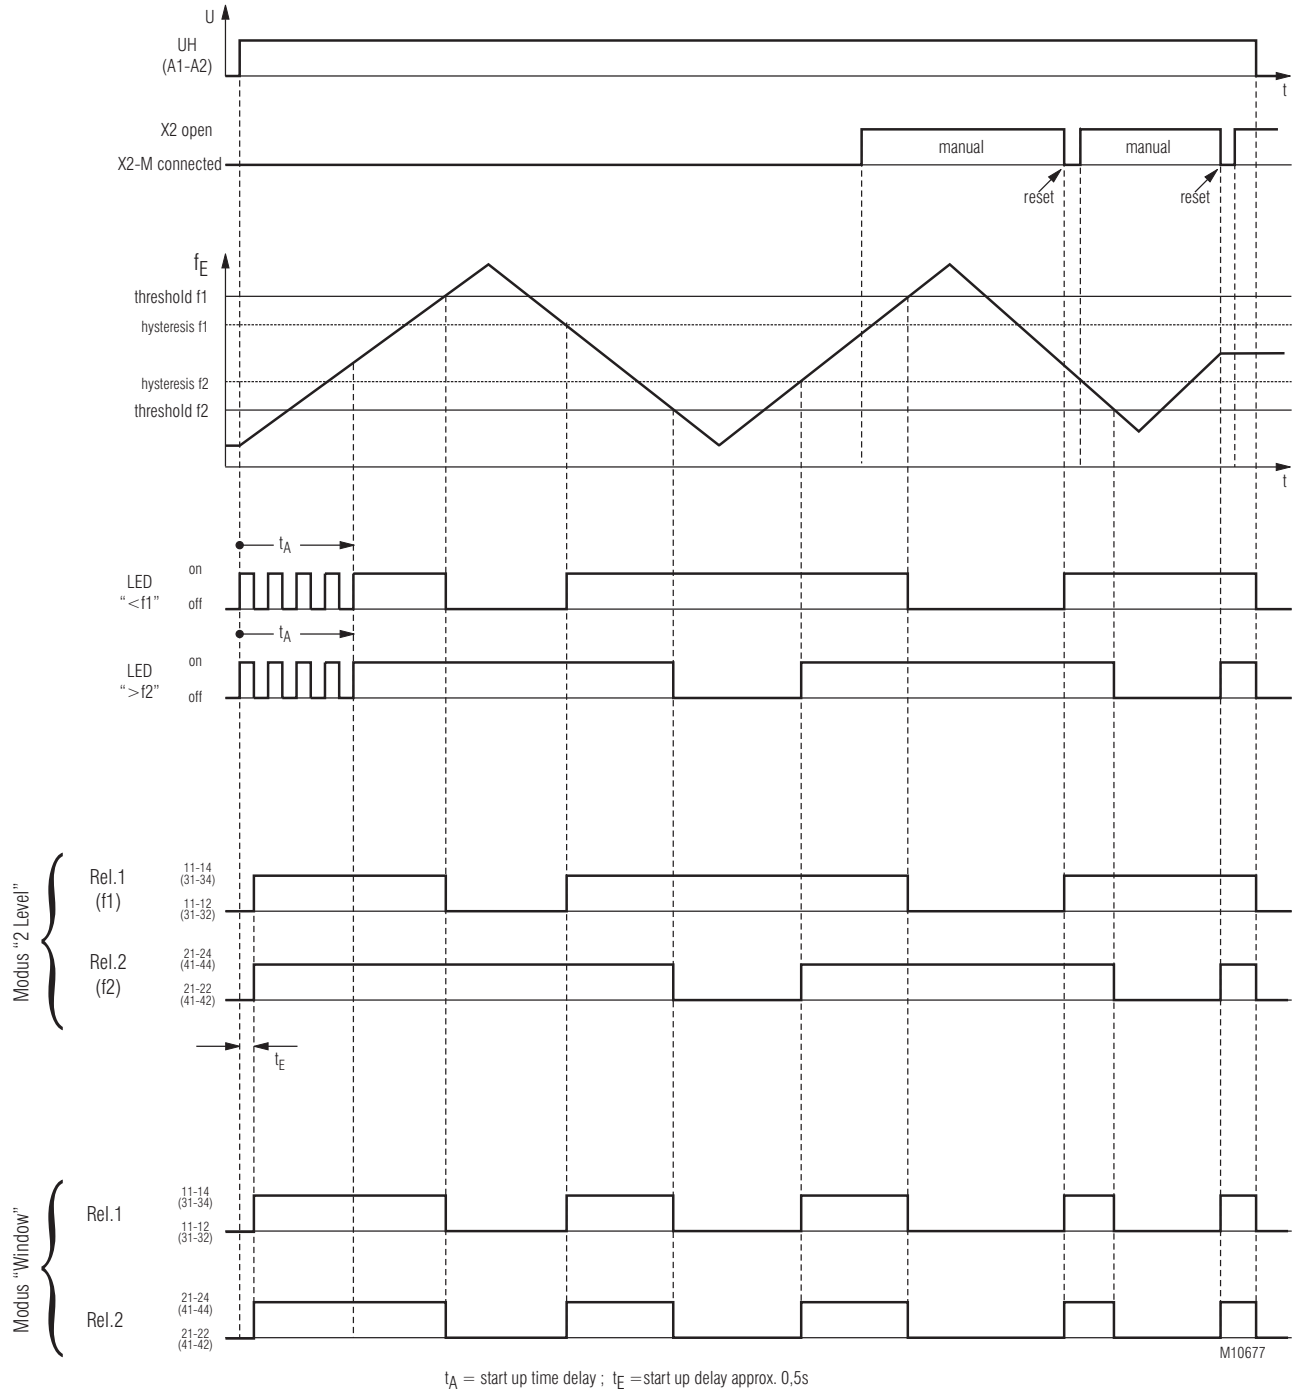 U
UH
(A1-A2)
t
X2 open
X2-M connected
manual
manual
reset
reset
fE
threshold f1
hysteresis f1
hysteresis f2
threshold f2
t
tA
LED
“<f1”
on
off
tA
LED
“>f2”
on
off
Modus “2 Level”
Rel.1
(f1)
11-14
(31-34)
11-12
(31-32)
Rel.2
(f2)
21-24
(41-44)
21-22
(41-42)
tE
Modus “Window”
Rel.1
11-14
(31-34)
11-12
(31-32)
Rel.2
21-24
(41-44)
21-22
(41-42)
M10677
tA = start up time delay ; tE =start up delay approx. 0,5s